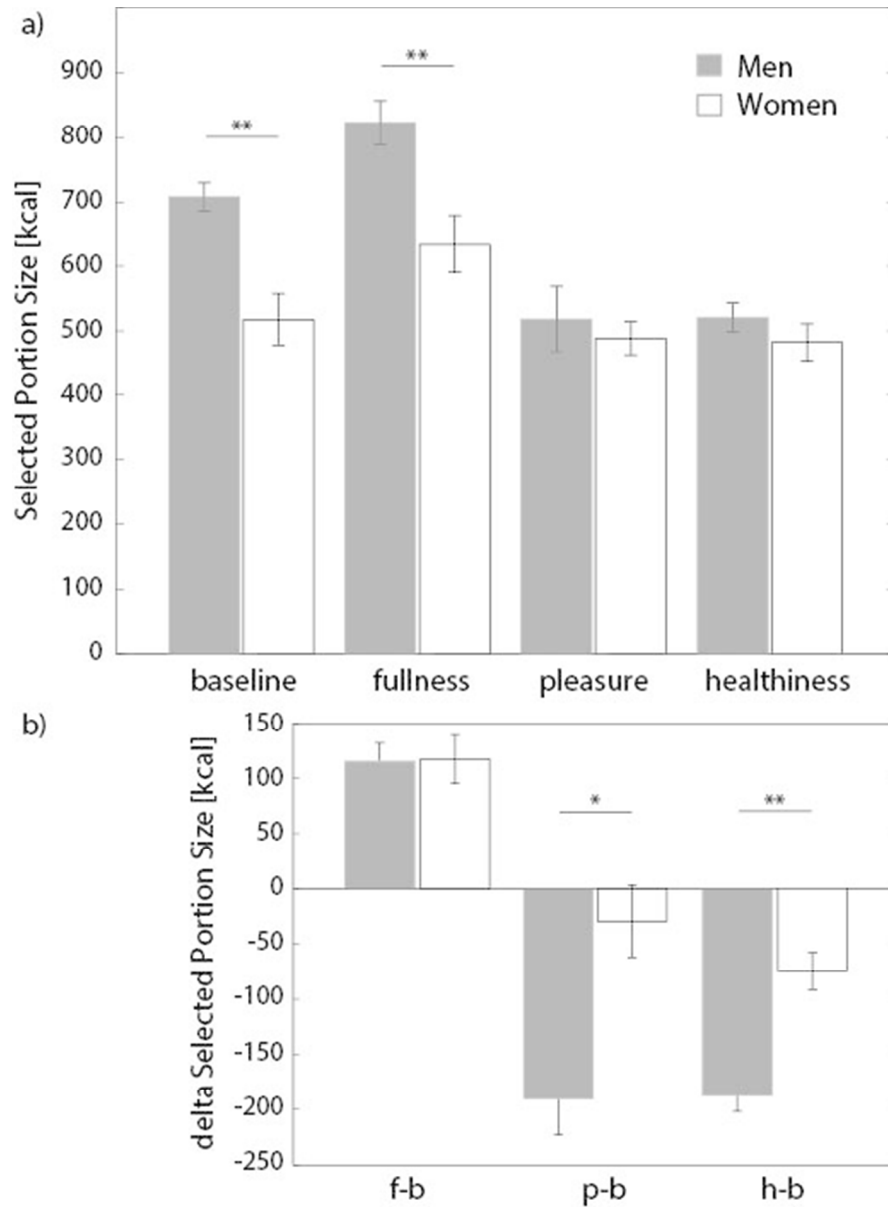 a)
**
**
Men
Women
Selected Portion Size [kcal]
900
800
700
600
500
400
300
200
100
0
baseline fullness pleasure healthiness
b)
*
**
delta Selected Portion Size [kcal]
150
100
50
0
-50
-100
-150
-200
-250
f-b p-b h-b